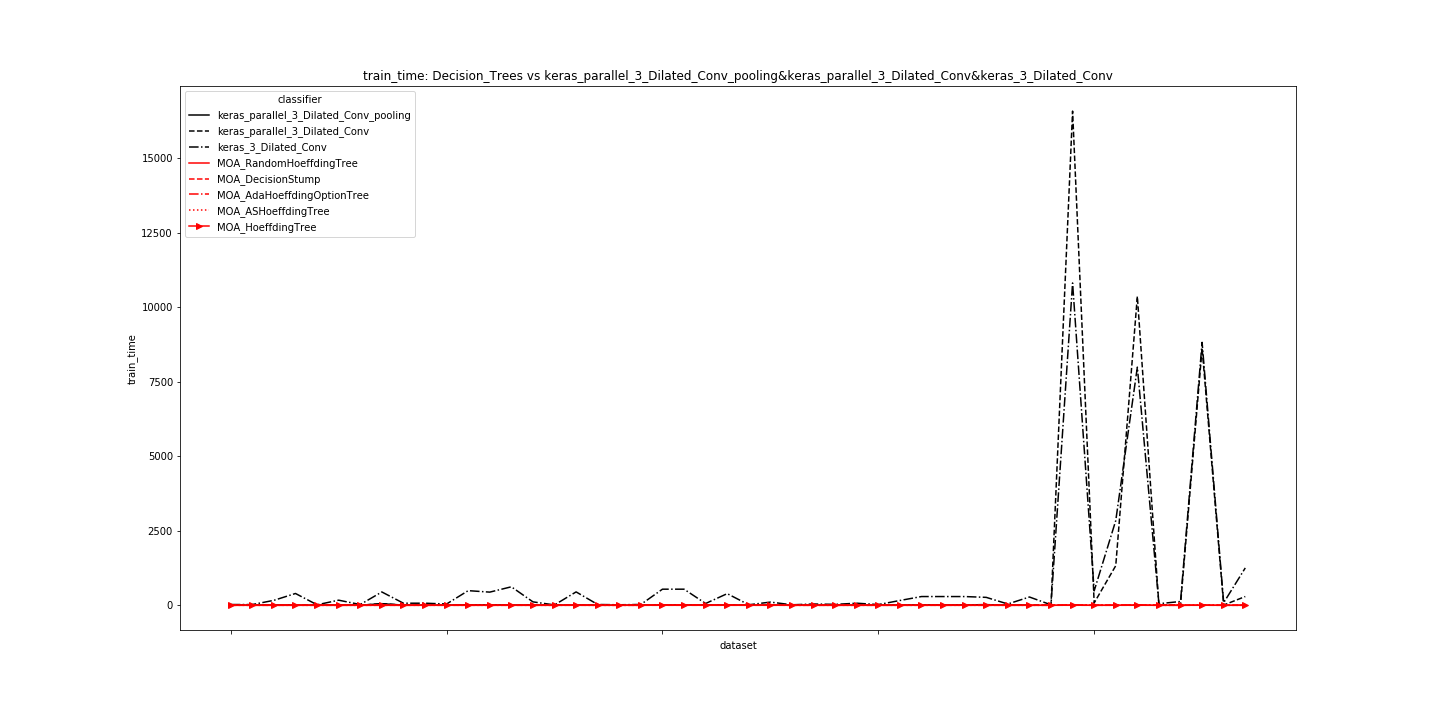 train_time: Decision_Trees vs keras_parallel_3_Dilated_Conv_pooling&keras_parallel_3_Dilated_Conv&keras_3_Dilated_Conv
classifier
keras_parallel_3_Dilated_Conv_pooling
keras_parallel_3_Dilated_Conv
keras_3_Dilated_Conv
MOA_RandomHoeffdingTree
MOA_DecisionStump
MOA_AdaHoeffdingOptionTree
MOA_ASHoeffdingTree
MOA_HoeffdingTree
15000
12500
10000
7500
5000
2500
0
train_time
dataset